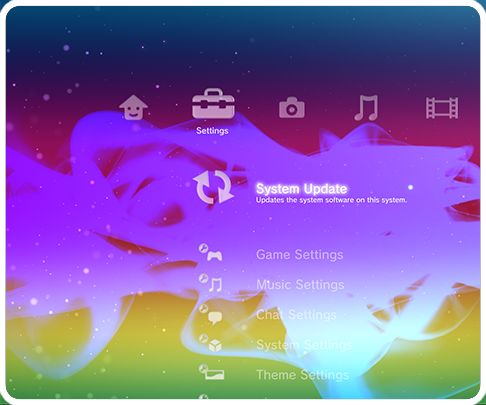 Settings
System Update
Updates the system software on this system.
Game Settings
Music Settings
Chat Settings
System Settings
Theme Settings